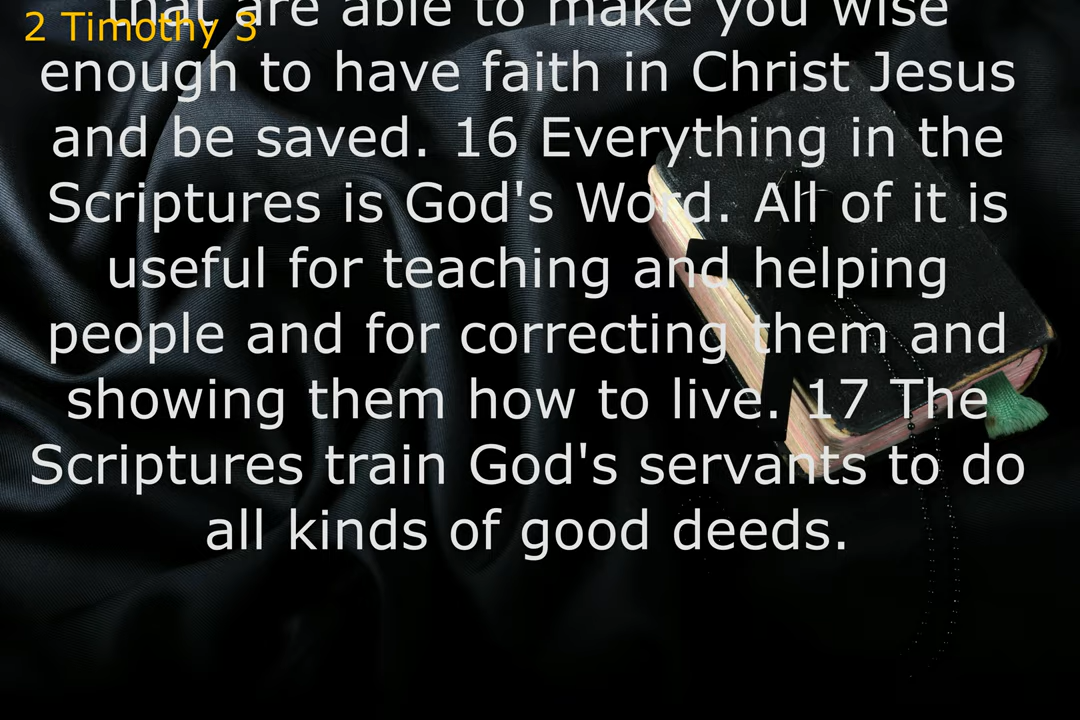 that are able to make you wise
2 Timothy 3
enough to have faith in Christ Jesus
and be saved. 16 Everything in the
Scriptures is God's Word. All of it is
useful for teaching and helping
people and for correcting them and
showing them how to live. 17 The
Scriptures train God's servants to do
all kinds of good deeds.